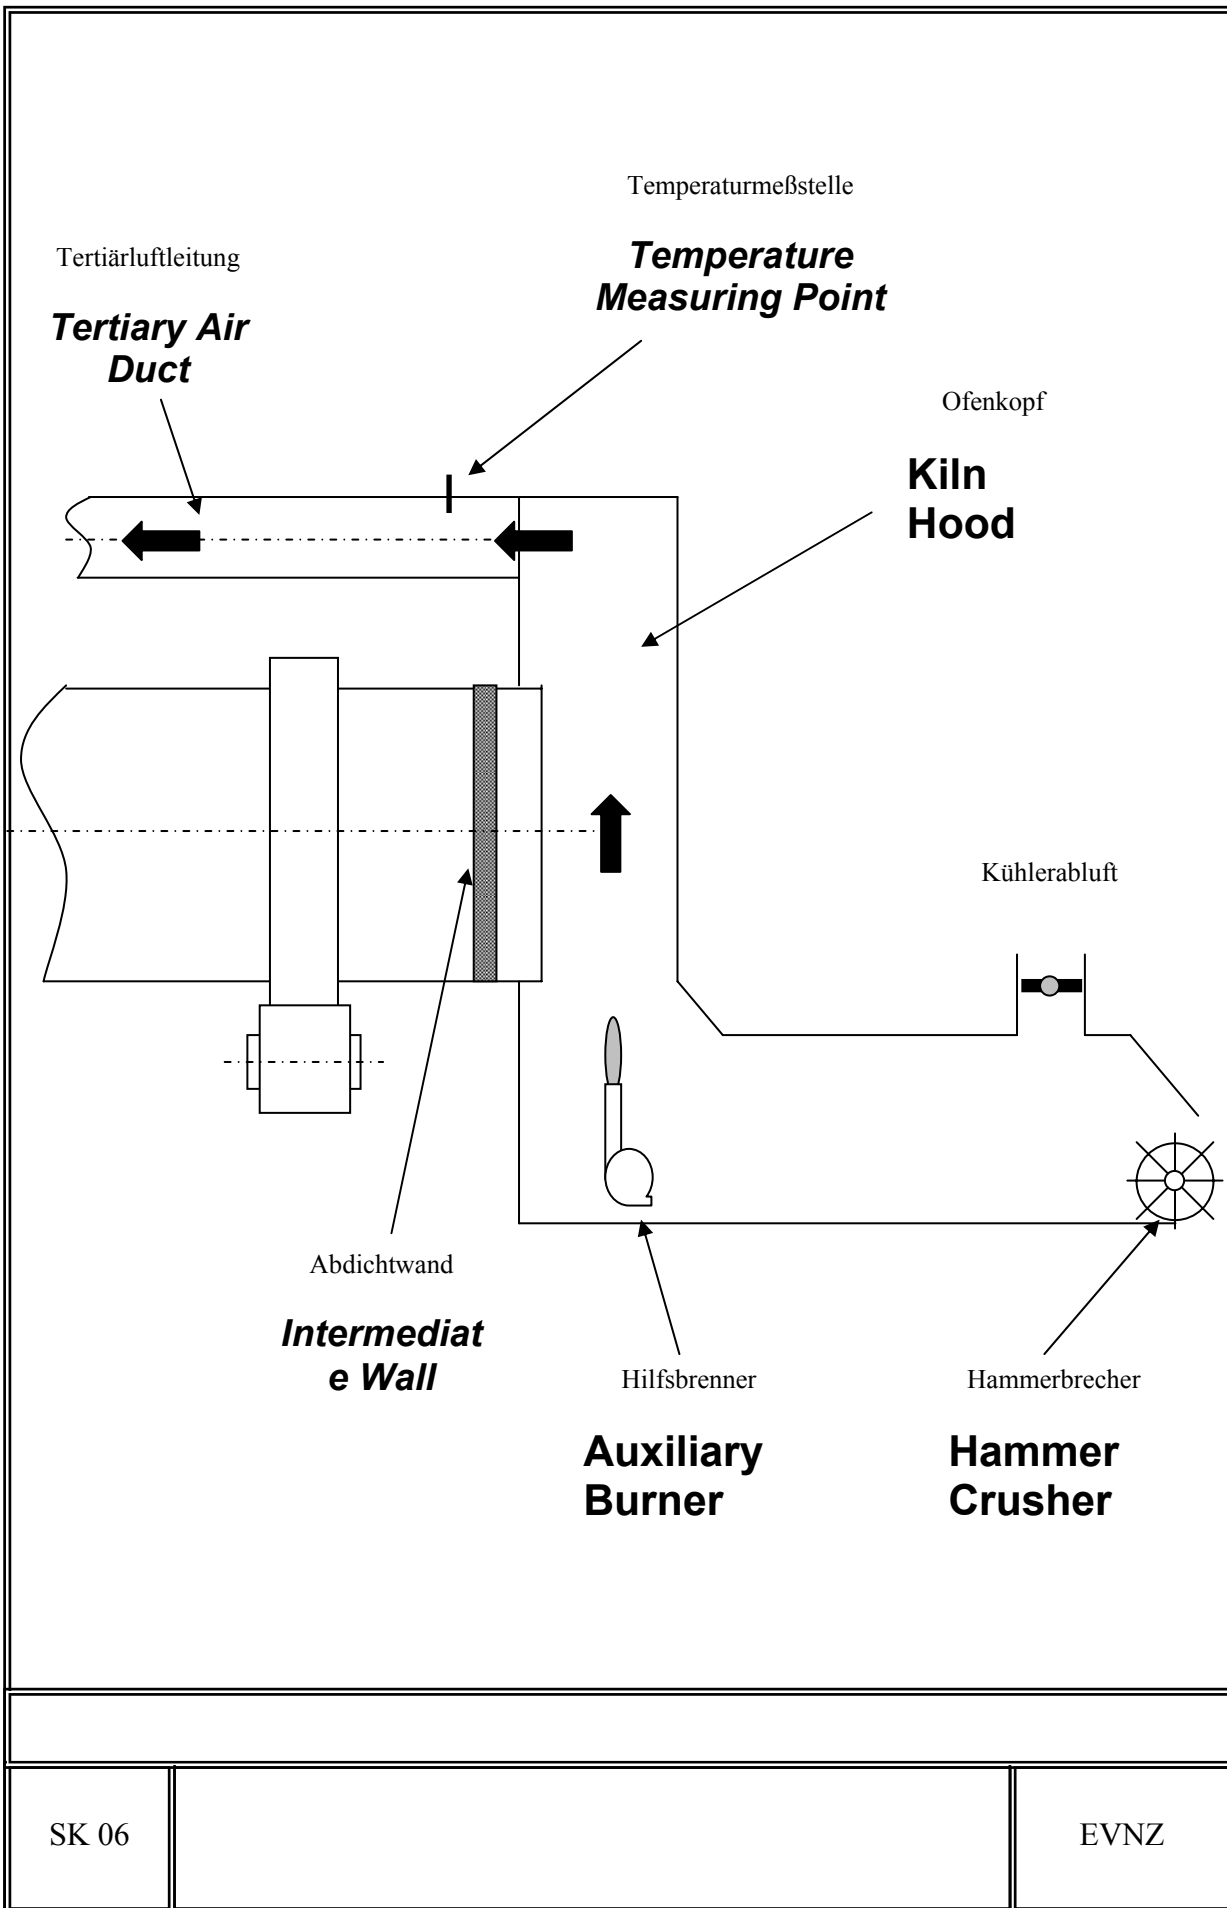 Temperaturmeßstelle
Temperature
Measuring Point
Tertiärluftleitung
Tertiary Air
Duct
Ofenkopf
Kiln
Hood
Kühlerabluft
Abdichtwand
Intermediat
e Wall
Hilfsbrenner
Auxiliary
Burner
Hammerbrecher
Hammer
Crusher
SK 06
EVNZ